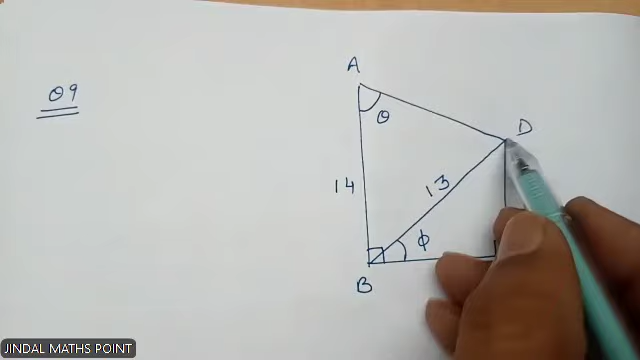 A
Q9
θ
D
14
13
φ
B
JINDAL MATHS POINT